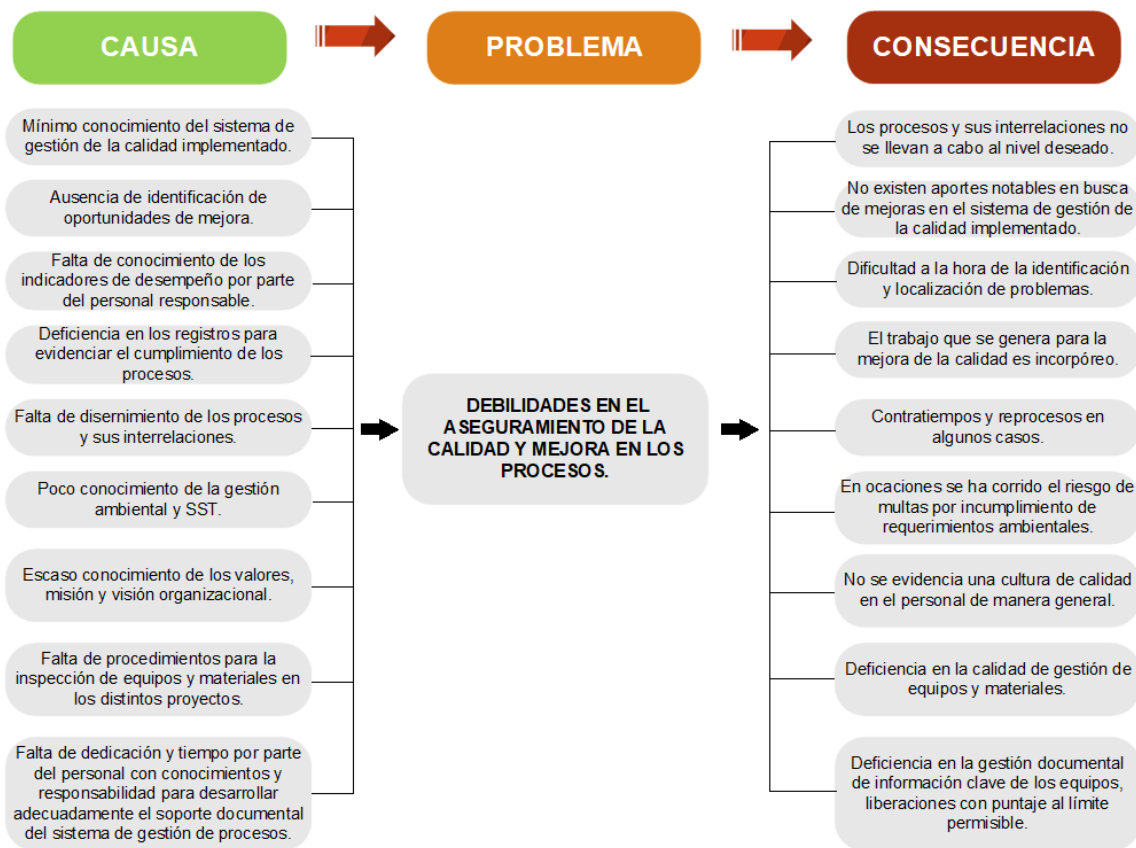 CAUSA
PROBLEMA
CONSECUENCIA
Mínimo conocimiento del sistema de
gestión de la calidad implementado.
Ausencia de identificación de
oportunidades de mejora.
Falta de conocimiento de los
indicadores de desempeño por parte
del personal responsable.
Deficiencia en los registros para
evidenciar el cumplimiento de los
procesos.
Falta de disernimiento de los procesos
y sus interrelaciones.
Poco conocimiento de la gestión
ambiental y SST.
Escaso conocimiento de los valores,
misión y visión organizacional.
Falta de procedimientos para la
inspección de equipos y materiales en
los distintos proyectos.
Falta de dedicación y tiempo por parte
del personal con conocimientos y
responsabilidad para desarrollar
adecuadamente el soporte documental
del sistema de gestión de procesos.
DEBILIDADES EN EL
ASEGURAMIENTO DE LA
CALIDAD Y MEJORA EN LOS
PROCESOS.
Los procesos y sus interrelaciones no
se llevan a cabo al nivel deseado.
No existen aportes notables en busca
de mejoras en el sistema de gestión de
la calidad implementado.
Dificultad a la hora de la identificación
y localización de problemas.
El trabajo que se genera para la
mejora de la calidad es incorpóreo.
Contratiempos y reprocesos en
algunos casos.
En ocaciones se ha corrido el riesgo de
multas por incumplimiento de
requerimientos ambientales.
No se evidencia una cultura de calidad
en el personal de manera general.
Deficiencia en la calidad de gestión de
equipos y materiales.
Deficiencia en la gestión documental
de información clave de los equipos,
liberaciones con puntaje al límite
permisible.